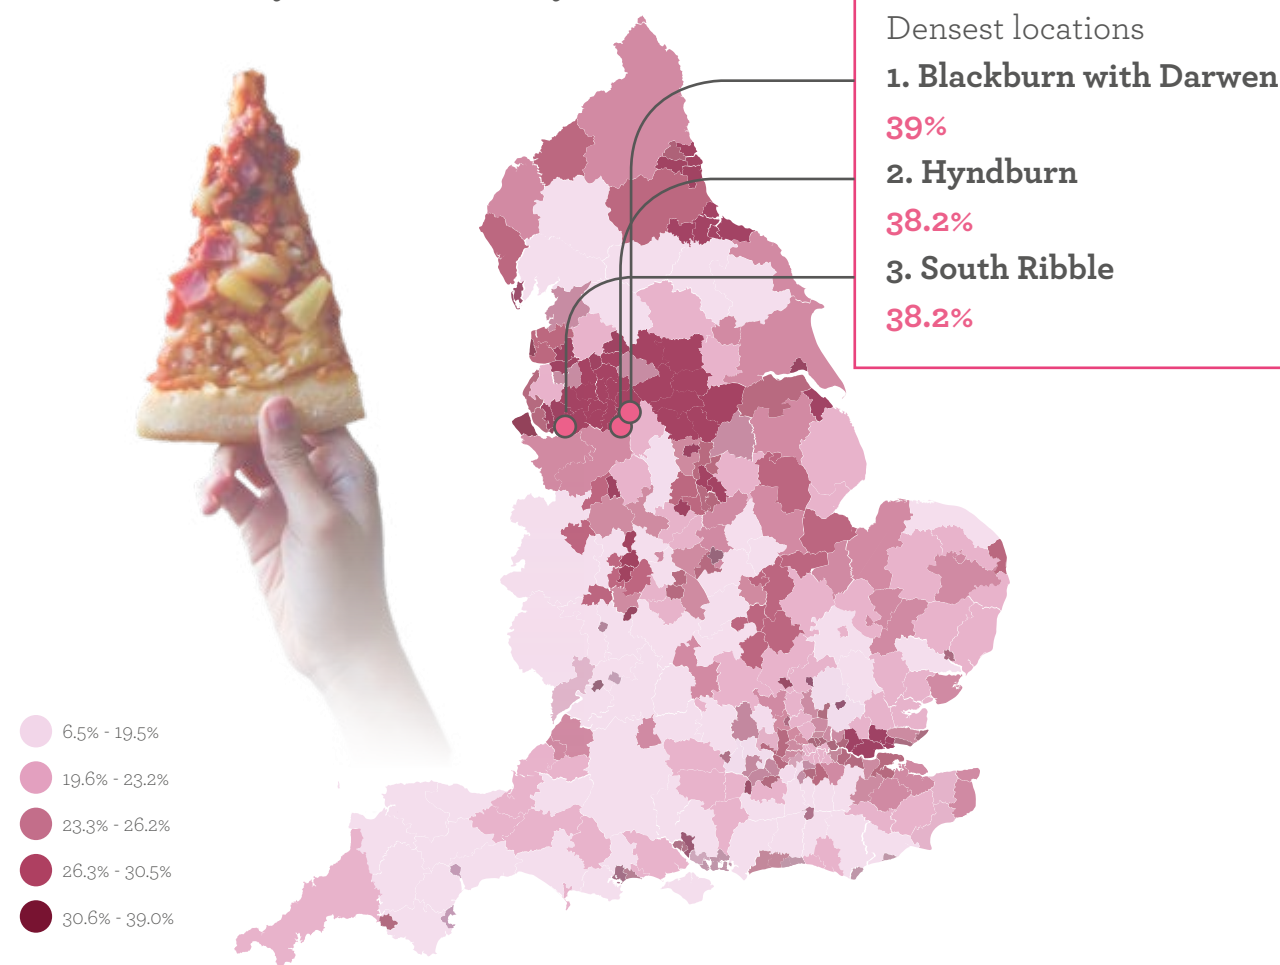 Densest locations
1. Blackburn with Darwen
39%
2. Hyndburn
38.2%
3. South Ribble
38.2%
6.5% - 19.5%
19.6% - 23.2%
23.3% - 26.2%
26.3% - 30.5%
30.6% - 39.0%